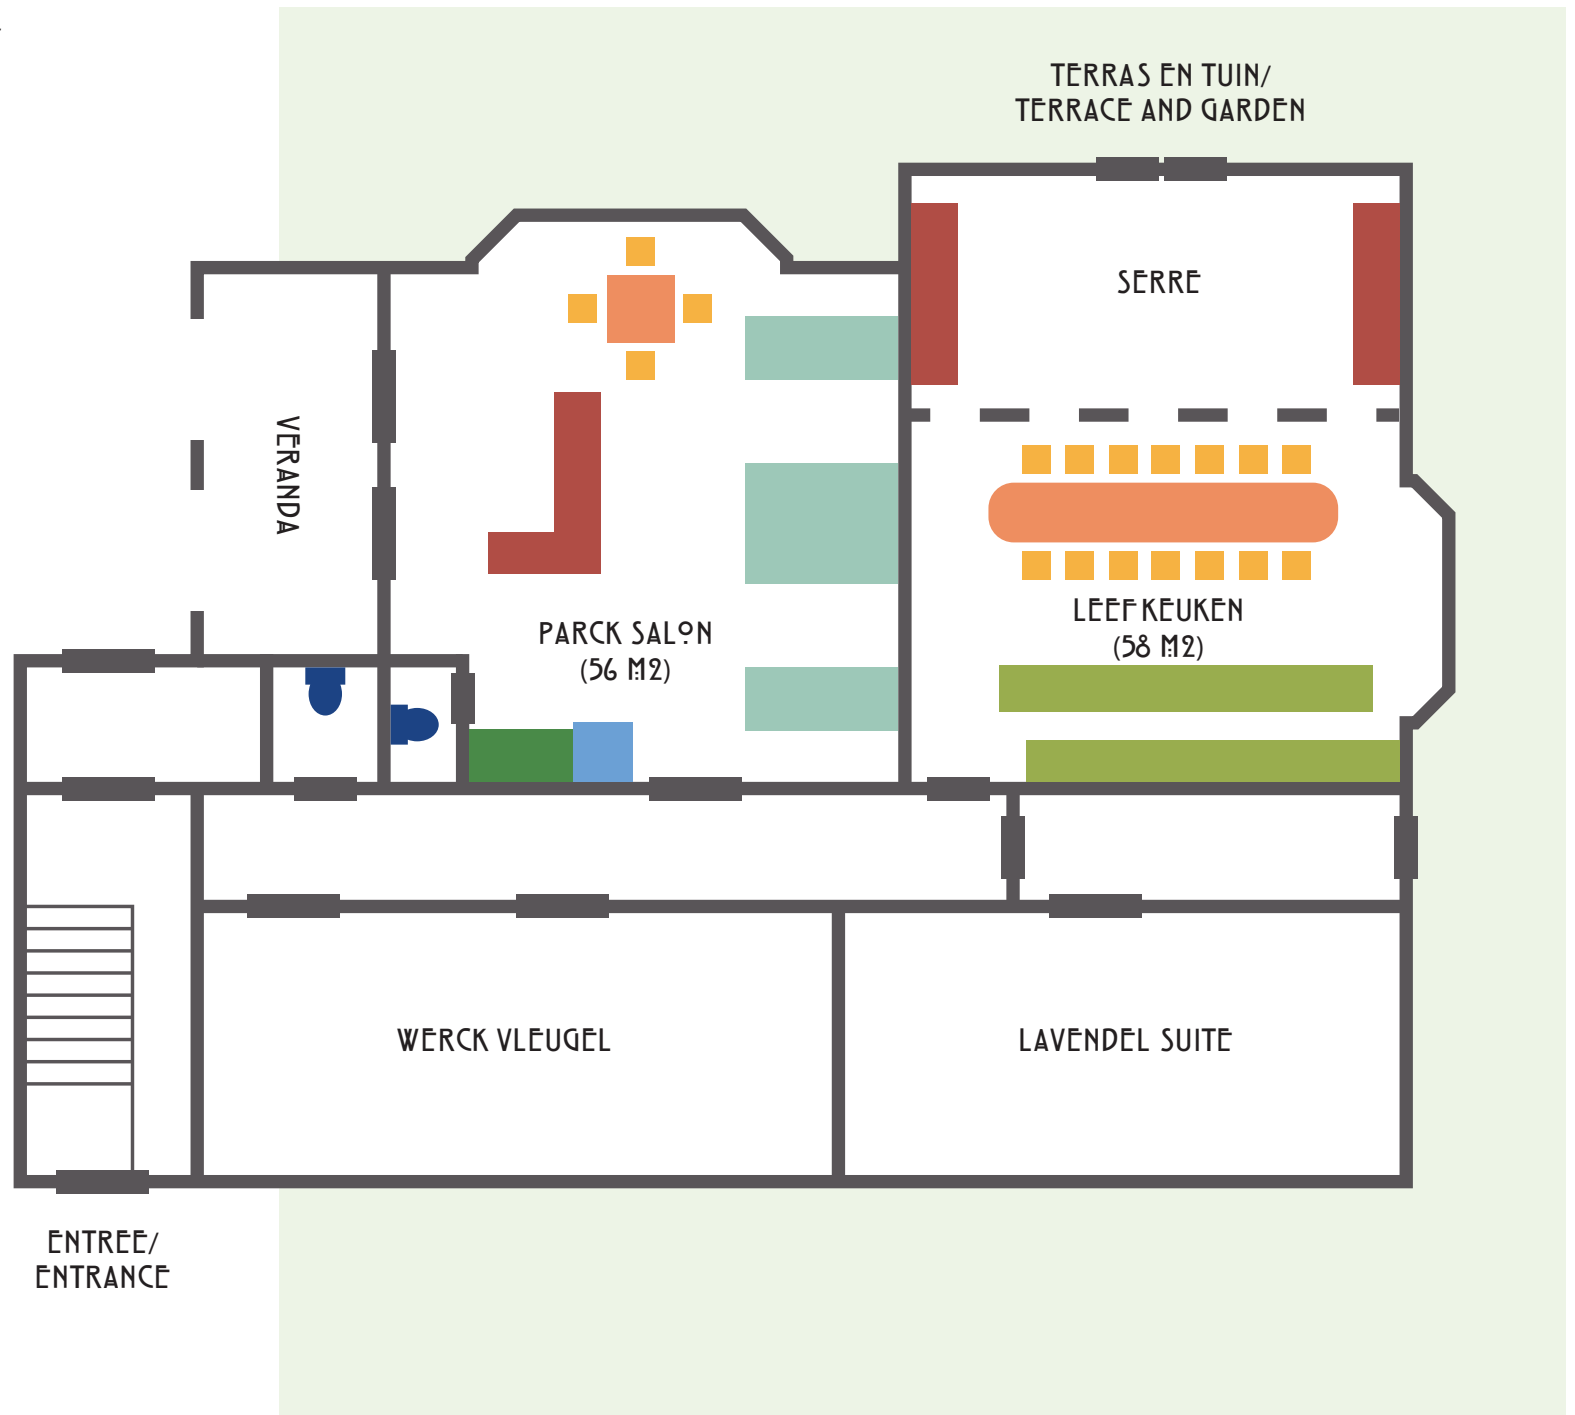 TERRAS EN TUIN/
TERRACE AND GARDEN
SERRE
VERANDA
LEEFKEUKEN
(58 M2)
PARCK SALON
(56 M2)
WERCK VLEUGEL
LAVENDEL SUITE
ENTREE/
ENTRANCE